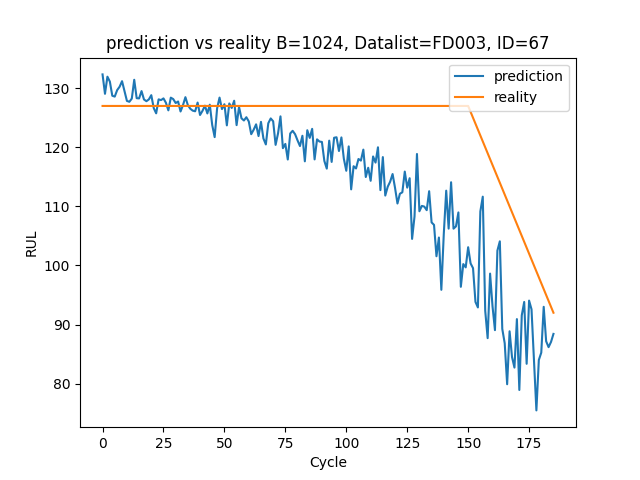 prediction vs reality B=1024, Datalist=FD003, ID=67
prediction
reality
130
120
110
100
90
80
RUL
0
25
50
75
100
125
150
175
Cycle